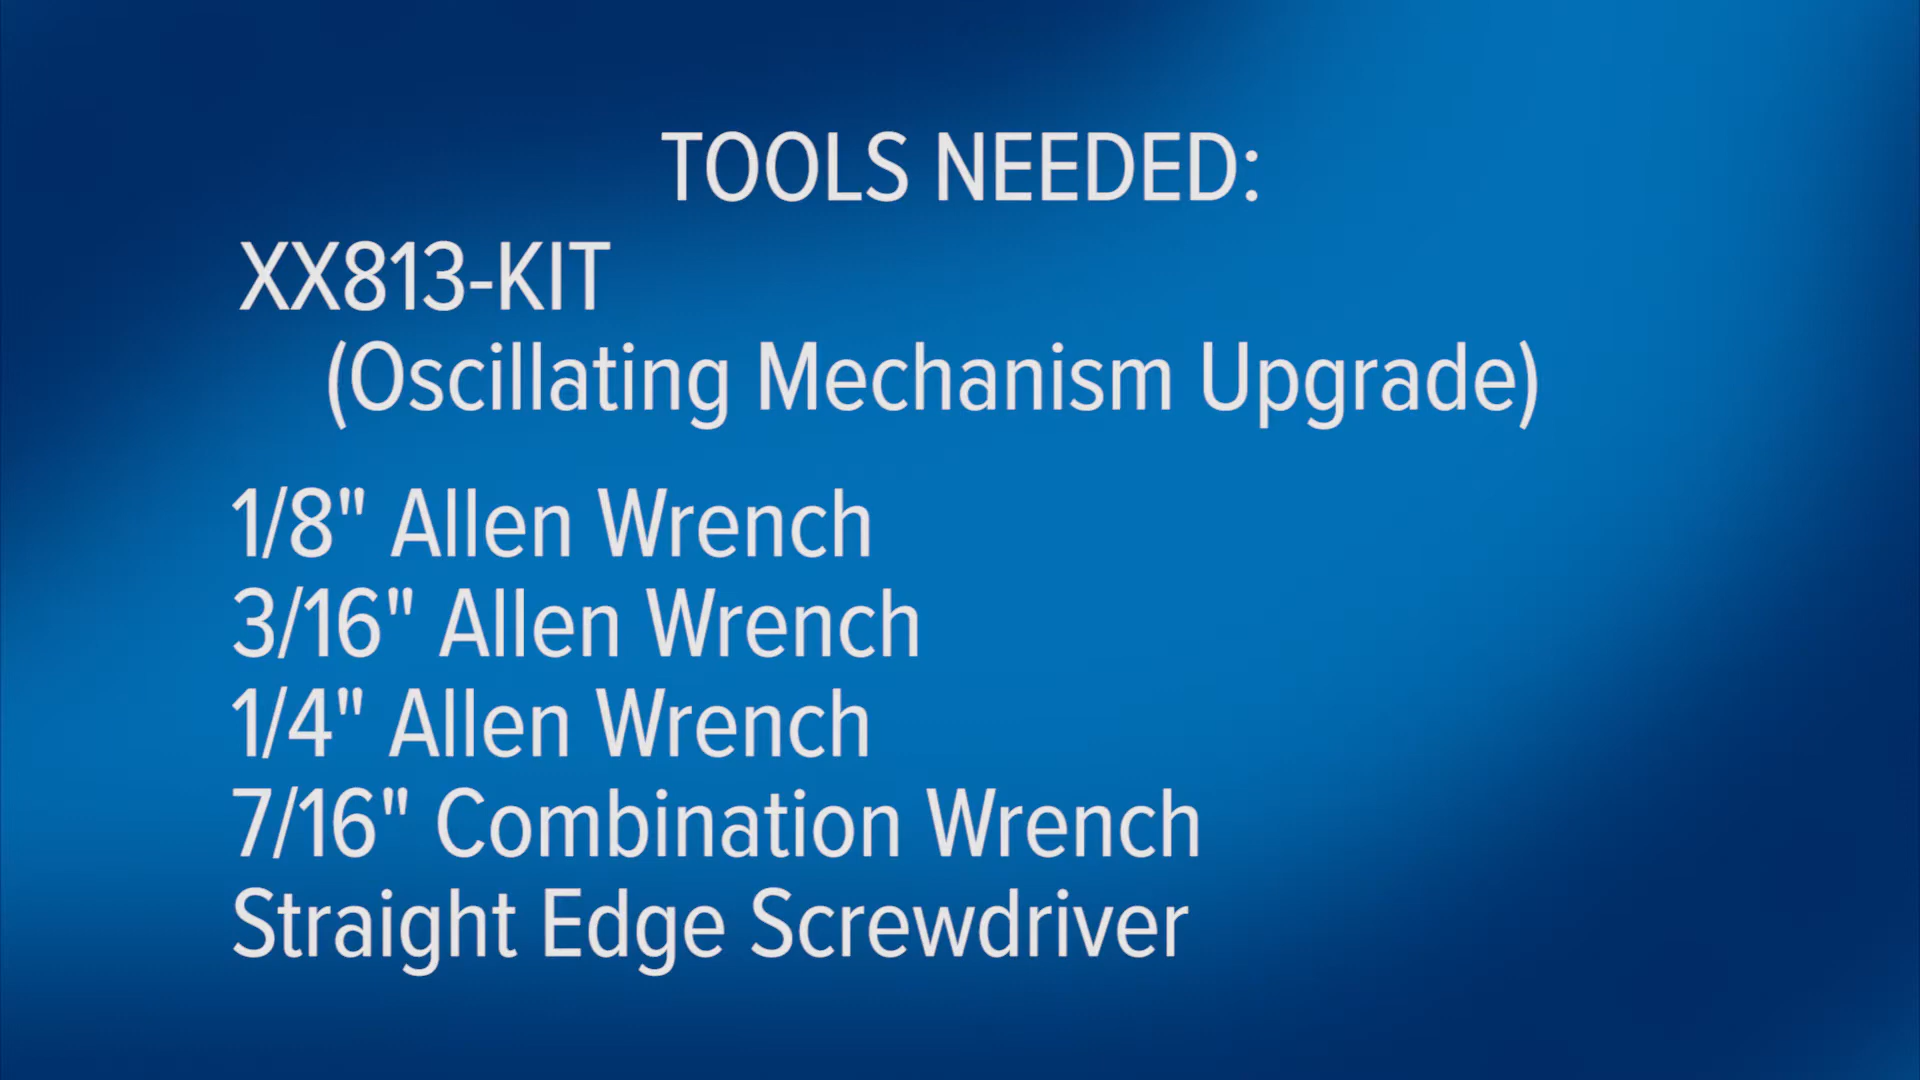 TOOLS NEEDED:
XX813-KIT
(Oscillating Mechanism Upgrade)
1/8" Allen Wrench
3/16" Allen Wrench
1/4" Allen Wrench
7/16" Combination Wrench
Straight Edge Screwdriver